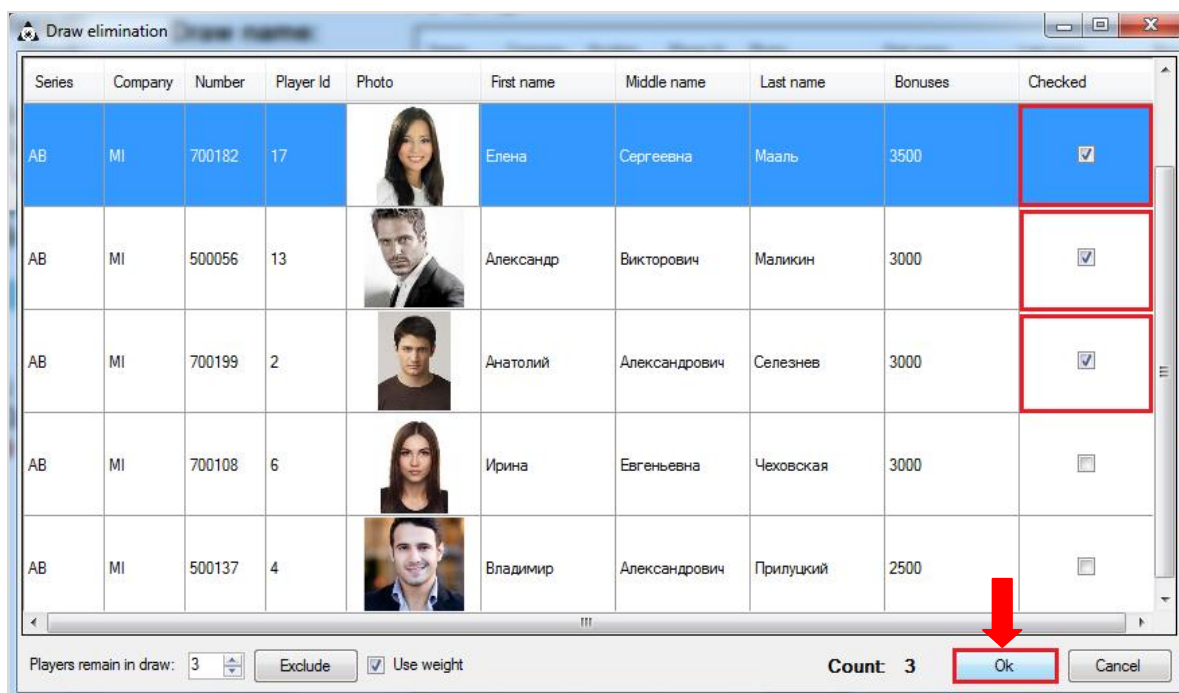 Draw elimination
Draw name:
Series Company Number Player Id Photo First name Middle name Last name Bonuses Checked
AB MI 700182 17 Елена Сергеевна Мааль 3500
AB MI 500056 13 Александр Викторович Маликин 3000
AB MI 700199 2 Анатолий Александрович Селезнев 3000
AB MI 700108 6 Ирина Евгеньевна Чеховская 3000
AB MI 500137 4 Владимир Александрович Прилуцкий 2500
Players remain in draw: 3 Exclude Use weight Count: 3 Ok Cancel